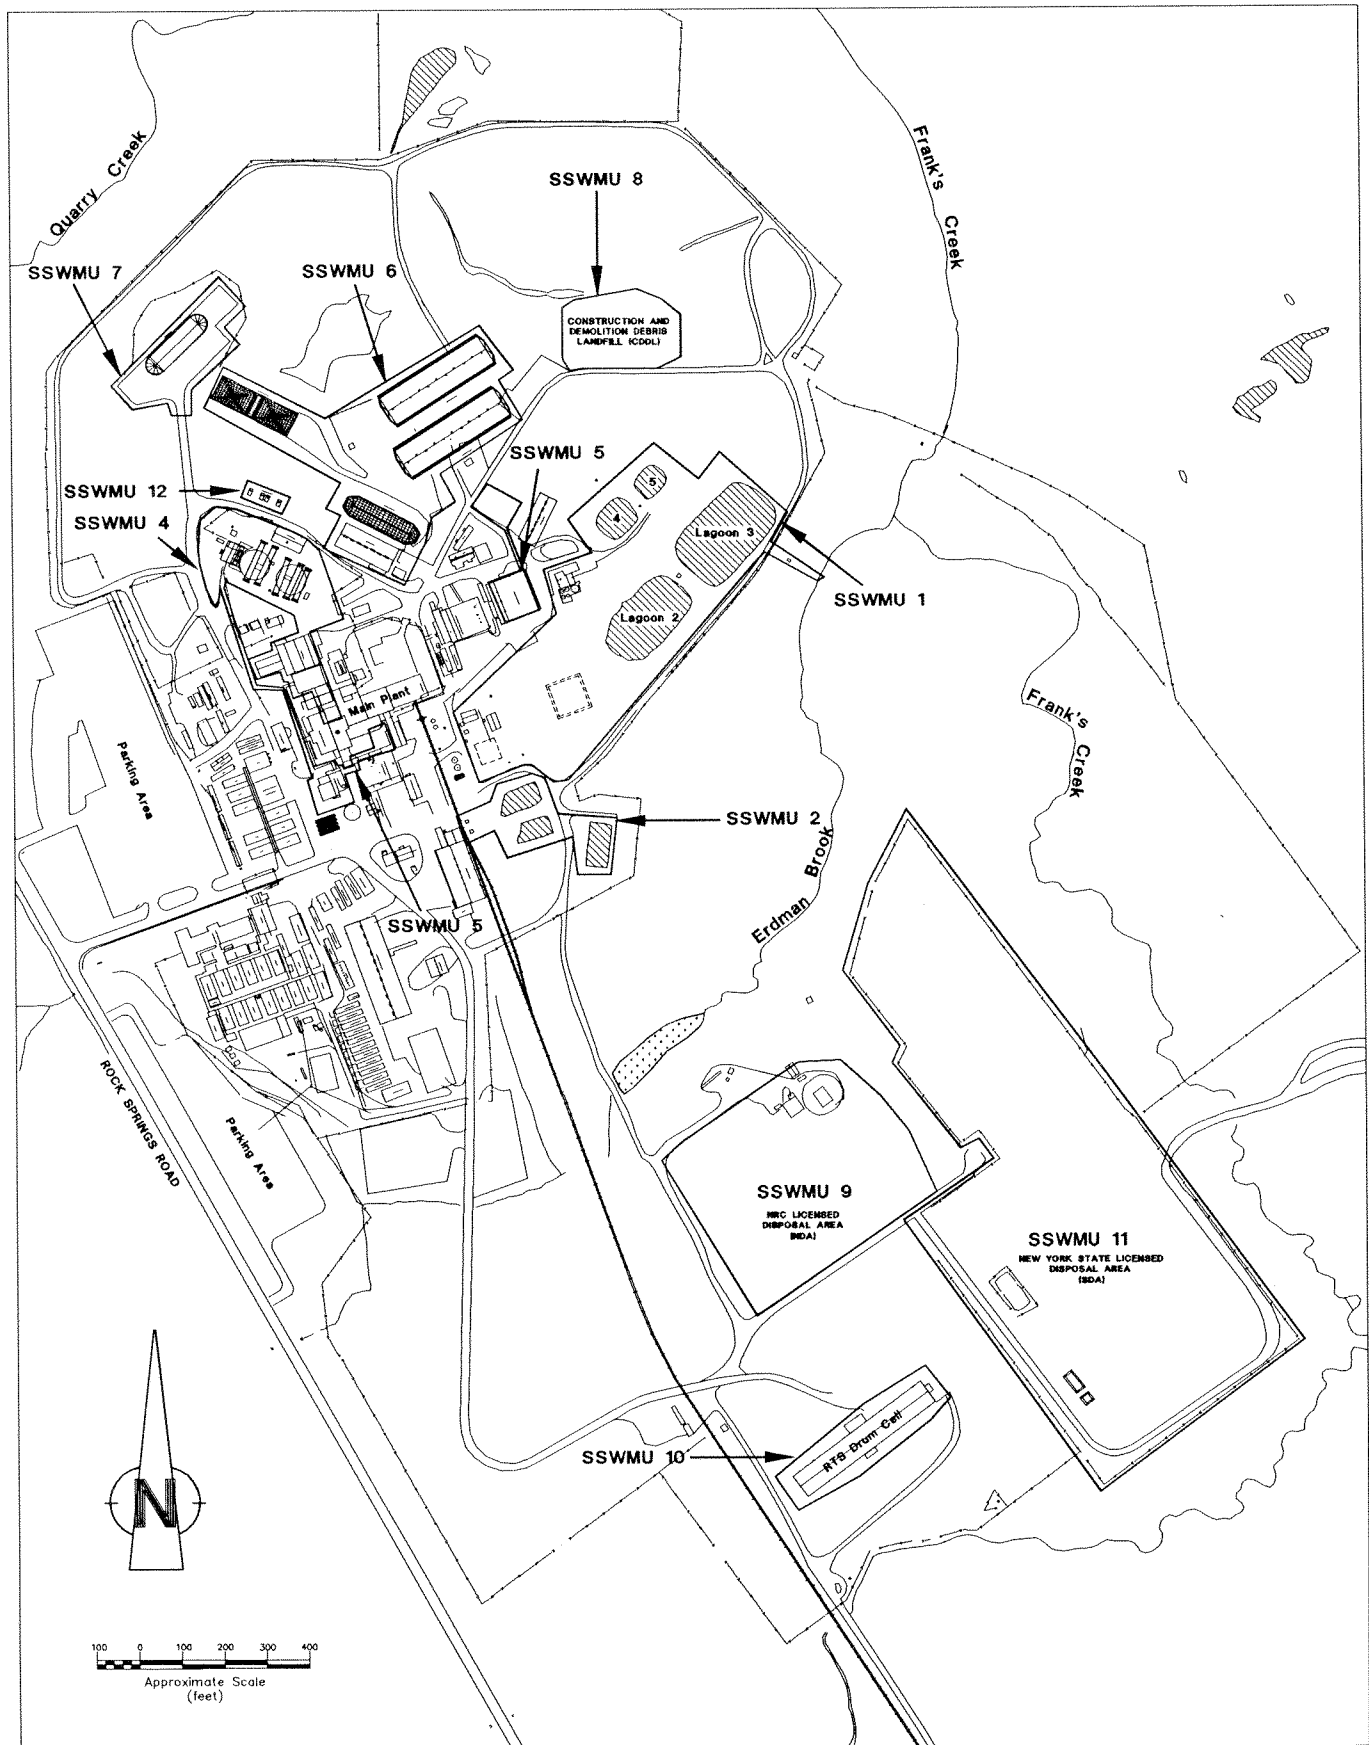 Quarry Creek
Frank's Creek
SSWMU 8
SSWMU 7
SSWMU 6
CONSTRUCTION AND
DEMOLITION DEBRIS
LANDFILL (CDDL)
SSWMU 5
SSWMU 12
SSWMU 4
5
4
Lagoon 3
SSWMU 1
Lagoon 2
Main Plant
Frank's Creek
Parking Area
SSWMU 2
Erdman Brook
SSWMU 5
ROCK SPRINGS ROAD
Parking Area
SSWMU 9
NRC LICENSED
DISPOSAL AREA
(NDA)
SSWMU 11
NEW YORK STATE LICENSED
DISPOSAL AREA
(SDA)
RTS Drum Cell
SSWMU 10
N
100 0 100 200 300 400
Approximate Scale
(feet)